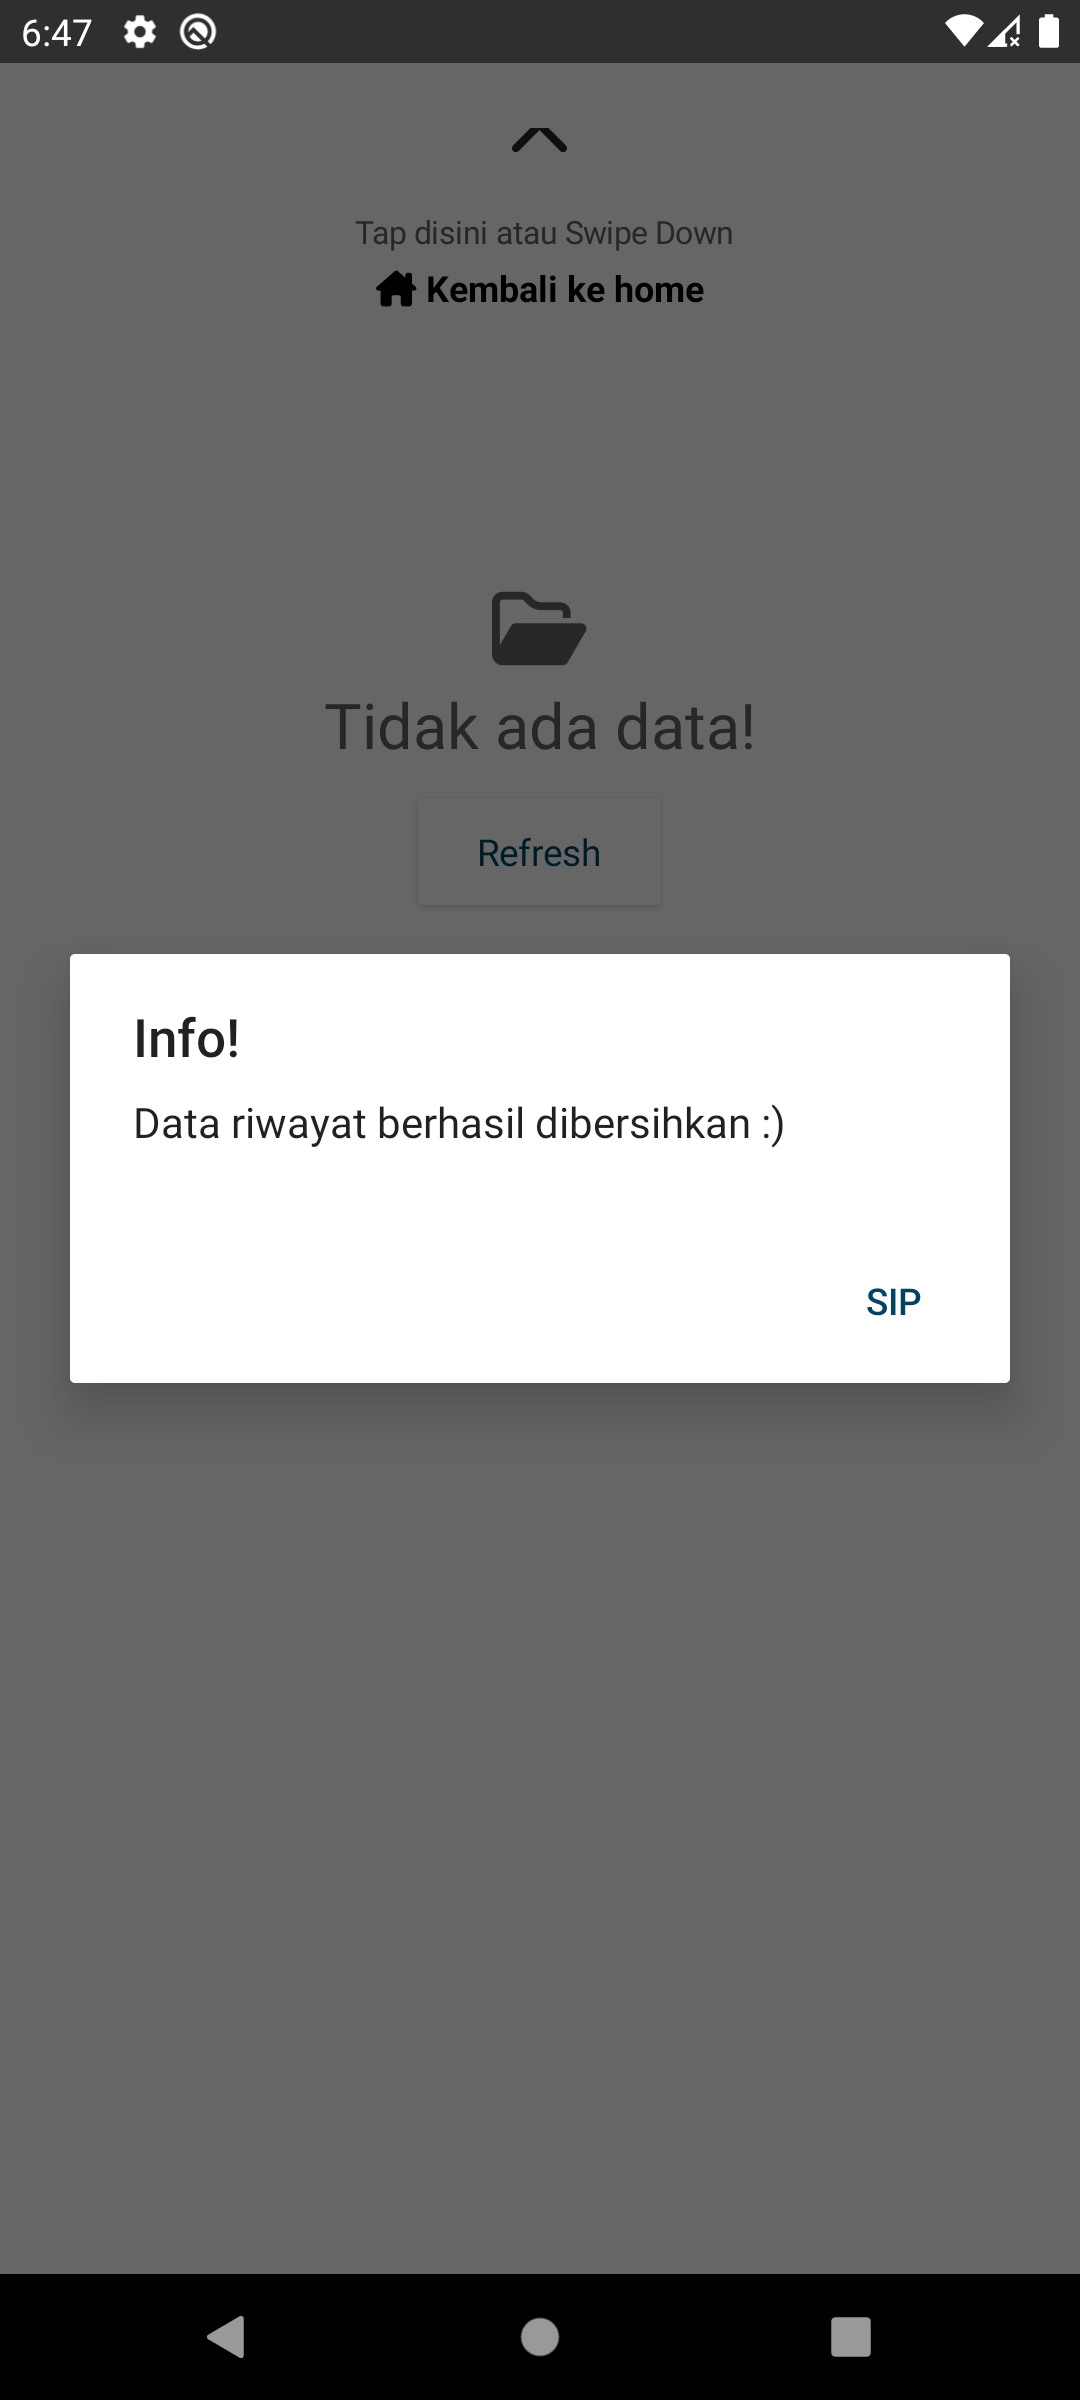 6:47
Tap disini atau Swipe Down
Kembali ke home
Tidak ada data!
Refresh
Info!
Data riwayat berhasil dibersihkan :)
SIP